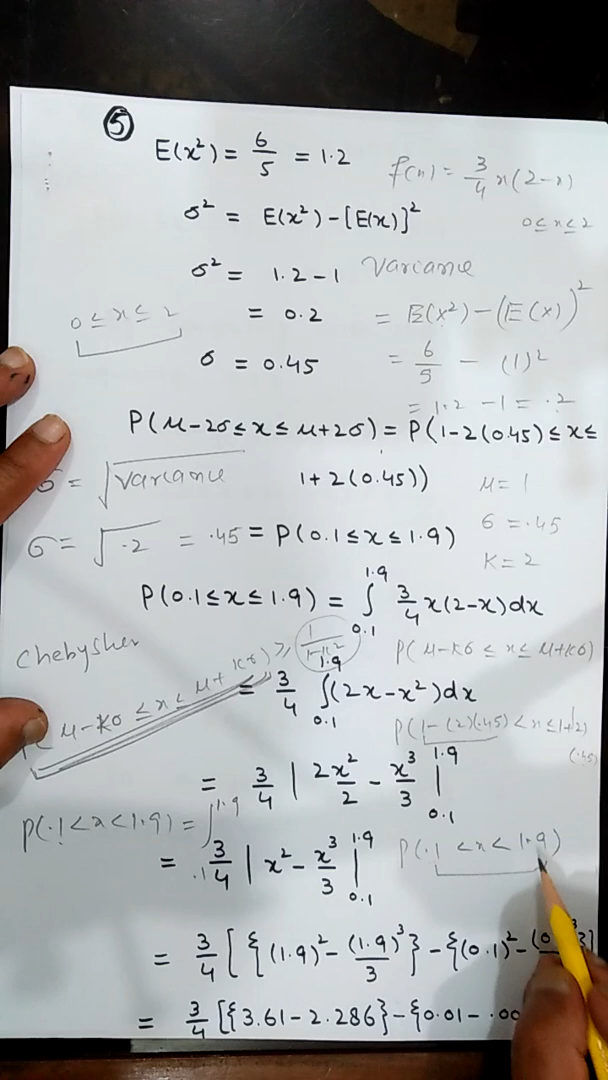 ⑤
E(x²) = 6/5 = 1.2
f(x) = 3/4 x(2-x)
0 ≤ x ≤ 2
σ² = E(x²) - [E(x)]²
σ² = 1.2 - 1
Variance
0 ≤ x ≤ 2
= 0.2
= E(x²) - (E(x))²
σ = 0.45
= 6/5 - (1)²
= 1.2 - 1 = .2
P(μ-2σ ≤ x ≤ μ+2σ) = P(1-2(0.45) ≤ x ≤
1+2(0.45))
σ = √variance
μ = 1
σ = √.2 = .45
= P(0.1 ≤ x ≤ 1.9)
σ = .45
K = 2
P(0.1 ≤ x ≤ 1.9) = ∫ 0.1 1.9 3/4 x(2-x)dx
Chebyshev
P(μ-Kσ ≤ x ≤ μ+Kσ) ≥
P(μ-Kσ ≤ x ≤ μ+Kσ)
= 3/4 ∫ 0.1 1.9 (2x-x²)dx
P(1-(2)(.45) < x ≤ 1+(2)
(.45)
= 3/4 | 2x²/2 - x³/3 | 0.1 1.9
P(.1 < x < 1.9) = ∫ .1 1.9
= 3/4 | x² - x³/3 | 0.1 1.9
P(.1 < x < 1.9)
= 3/4 [{(1.9)² - (1.9)³/3} - {(0.1)² - (0
= 3/4 [{3.61 - 2.286} - {0.01 - .00